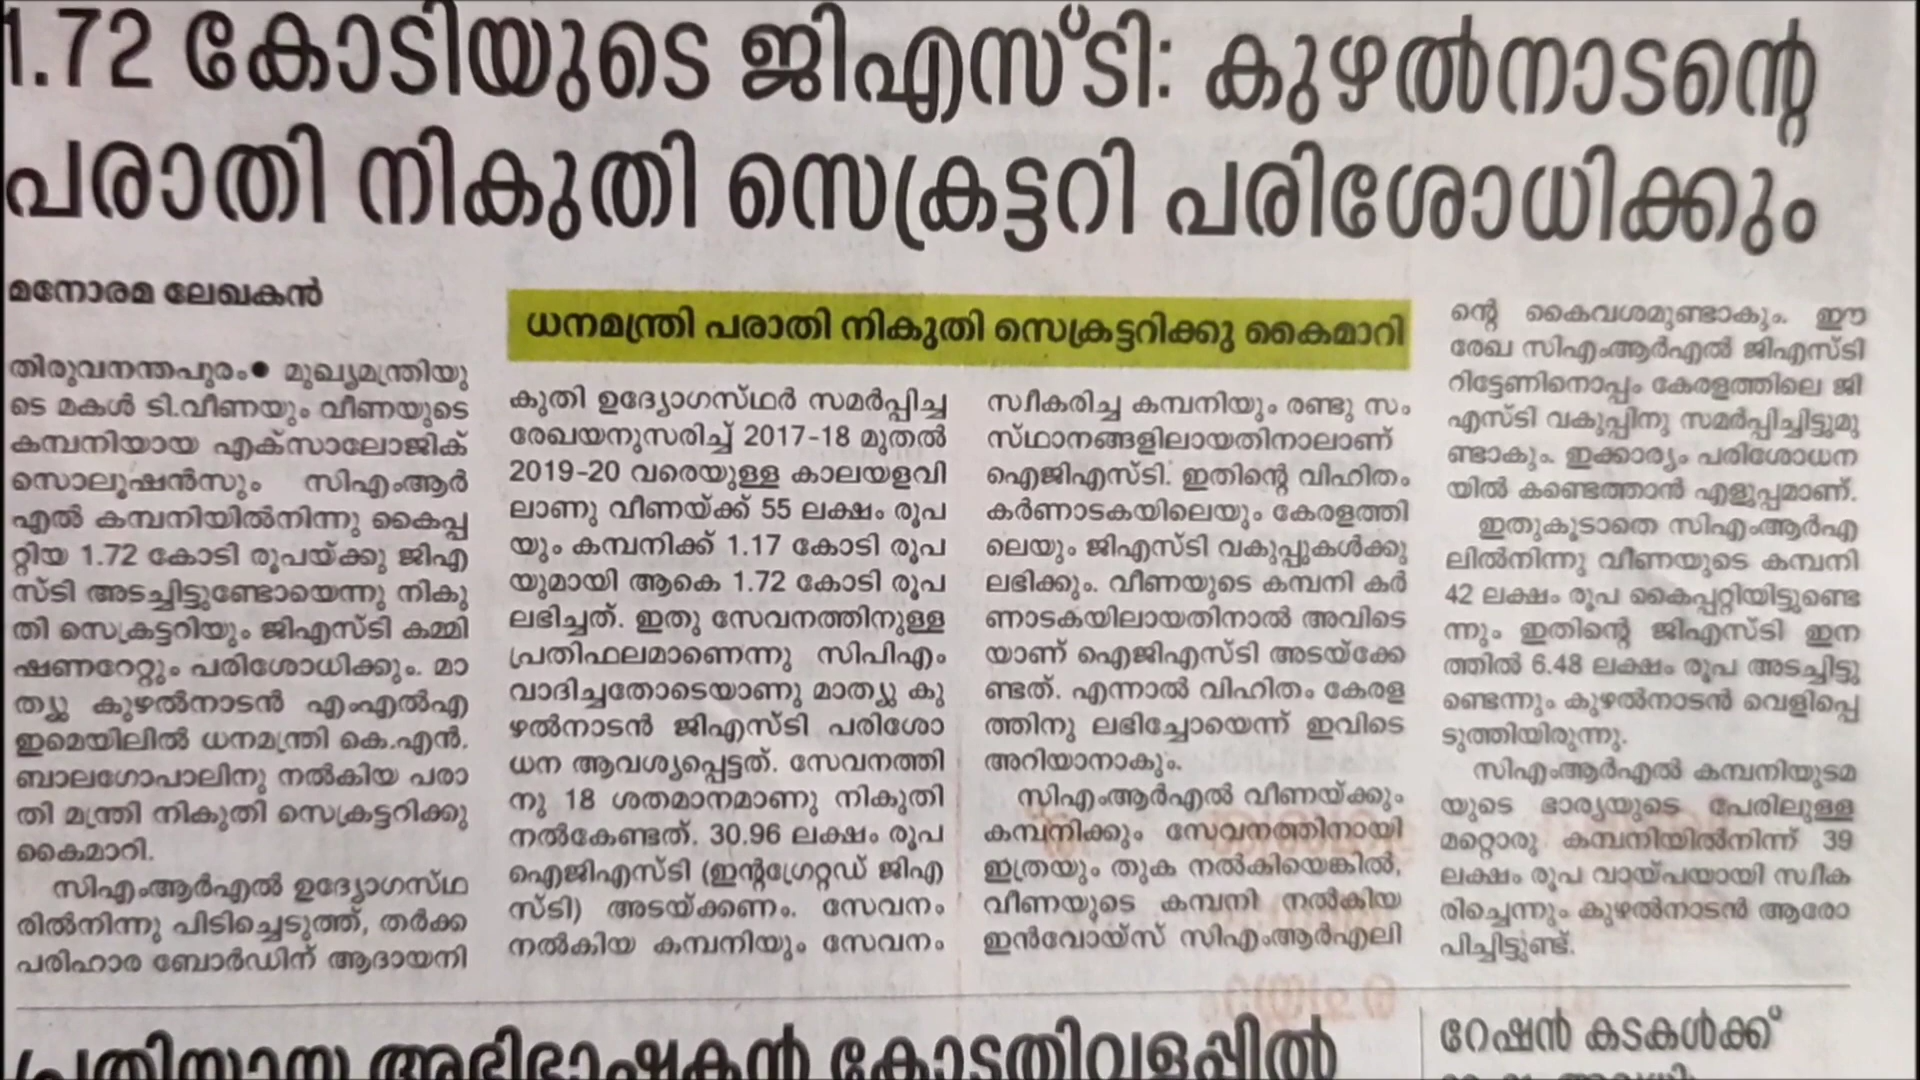 1.72 കോടിയുടെ ജിഎസ്ടി: കുഴൽനാടന്റെ
പരാതി നികുതി സെക്രട്ടറി പരിശോധിക്കും
മനോരമ ലേഖകൻ
ധനമന്ത്രി പരാതി നികുതി സെക്രട്ടറിക്കു കൈമാറി
തിരുവനന്തപുരം● മുഖ്യമന്ത്രിയു
ടെ മകൾ ടി.വീണയും വീണയുടെ
കമ്പനിയായ എക്സാലോജിക്
സൊലൂഷൻസും സിഎംആർ
എൽ കമ്പനിയിൽനിന്നു കൈപ്പ
റ്റിയ 1.72 കോടി രൂപയ്ക്കു ജിഎ
സ്ടി അടച്ചിട്ടുണ്ടോയെന്നു നികു
തി സെക്രട്ടറിയും ജിഎസ്ടി കമ്മി
ഷണറേറ്റും പരിശോധിക്കും. മാ
ത്യു കുഴൽനാടൻ എംഎൽഎ
ഇമെയിലിൽ ധനമന്ത്രി കെ.എൻ.
ബാലഗോപാലിനു നൽകിയ പരാ
തി മന്ത്രി നികുതി സെക്രട്ടറിക്കു
കൈമാറി.
സിഎംആർഎൽ ഉദ്യോഗസ്ഥ
രിൽനിന്നു പിടിച്ചെടുത്ത്, തർക്ക
പരിഹാര ബോർഡിന് ആദായനി
കുതി ഉദ്യോഗസ്ഥർ സമർപ്പിച്ച
രേഖയനുസരിച്ച് 2017-18 മുതൽ
2019-20 വരെയുള്ള കാലയളവി
ലാണു വീണയ്ക്ക് 55 ലക്ഷം രൂപ
യും കമ്പനിക്ക് 1.17 കോടി രൂപ
യുമായി ആകെ 1.72 കോടി രൂപ
ലഭിച്ചത്. ഇതു സേവനത്തിനുള്ള
പ്രതിഫലമാണെന്നു സിപിഎം
വാദിച്ചതോടെയാണു മാത്യു കു
ഴൽനാടൻ ജിഎസ്ടി പരിശോ
ധന ആവശ്യപ്പെട്ടത്. സേവനത്തി
നു 18 ശതമാനമാണു നികുതി
നൽകേണ്ടത്. 30.96 ലക്ഷം രൂപ
ഐജിഎസ്ടി (ഇന്റഗ്രേറ്റഡ് ജിഎ
സ്ടി) അടയ്ക്കണം. സേവനം
നൽകിയ കമ്പനിയും സേവനം
സ്വീകരിച്ച കമ്പനിയും രണ്ടു സം
സ്ഥാനങ്ങളിലായതിനാലാണ്
ഐജിഎസ്ടി. ഇതിന്റെ വിഹിതം
കർണാടകയിലെയും കേരളത്തി
ലെയും ജിഎസ്ടി വകുപ്പുകൾക്കു
ലഭിക്കും. വീണയുടെ കമ്പനി കർ
ണാടകയിലായതിനാൽ അവിടെ
യാണ് ഐജിഎസ്ടി അടയ്ക്കേ
ണ്ടത്. എന്നാൽ വിഹിതം കേരള
ത്തിനു ലഭിച്ചോയെന്ന് ഇവിടെ
അറിയാനാകും.
സിഎംആർഎൽ വീണയ്ക്കും
കമ്പനിക്കും സേവനത്തിനായി
ഇത്രയും തുക നൽകിയെങ്കിൽ,
വീണയുടെ കമ്പനി നൽകിയ
ഇൻവോയ്സ് സിഎംആർഎലി
ന്റെ കൈവശമുണ്ടാകും. ഈ
രേഖ സിഎംആർഎൽ ജിഎസ്ടി
റിട്ടേണിനൊപ്പം കേരളത്തിലെ ജി
എസ്ടി വകുപ്പിനു സമർപ്പിച്ചിട്ടുമു
ണ്ടാകും. ഇക്കാര്യം പരിശോധന
യിൽ കണ്ടെത്താൻ എളുപ്പമാണ്.
ഇതുകൂടാതെ സിഎംആർഎ
ലിൽനിന്നു വീണയുടെ കമ്പനി
42 ലക്ഷം രൂപ കൈപ്പറ്റിയിട്ടുണ്ടെ
ന്നും ഇതിന്റെ ജിഎസ്ടി ഇന
ത്തിൽ 6.48 ലക്ഷം രൂപ അടച്ചിട്ടു
ണ്ടെന്നും കുഴൽനാടൻ വെളിപ്പെ
ടുത്തിയിരുന്നു.
സിഎംആർഎൽ കമ്പനിയുടമ
യുടെ ഭാര്യയുടെ പേരിലുള്ള
മറ്റൊരു കമ്പനിയിൽനിന്ന് 39
ലക്ഷം രൂപ വായ്പയായി സ്വീക
രിച്ചെന്നും കുഴൽനാടൻ ആരോ
പിച്ചിട്ടുണ്ട്.
പ്രതിയായ അഭിഭാഷകൻ കോടതിവളപ്പിൽ
റേഷൻ കടകൾക്ക്